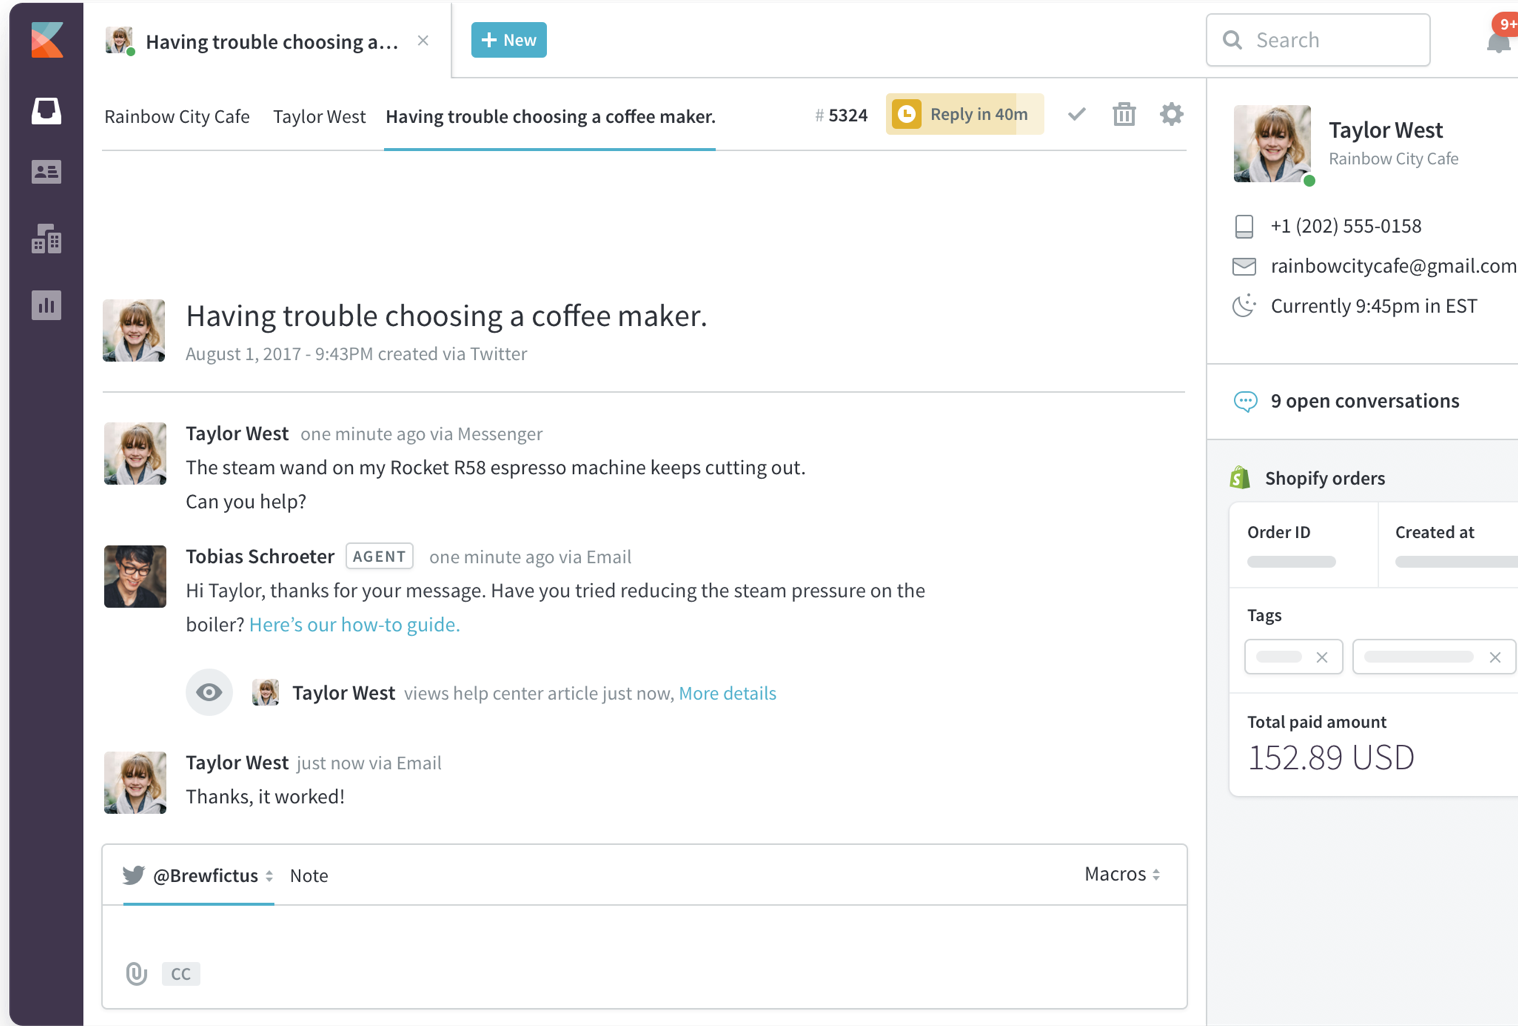 Having trouble choosing a...
New
Search
9+
Rainbow City Cafe
Taylor West
Having trouble choosing a coffee maker.
# 5324
Reply in 40m
Having trouble choosing a coffee maker.
August 1, 2017 - 9:43PM created via Twitter
Taylor West one minute ago via Messenger
The steam wand on my Rocket R58 espresso machine keeps cutting out.
Can you help?
Tobias Schroeter AGENT one minute ago via Email
Hi Taylor, thanks for your message. Have you tried reducing the steam pressure on the
boiler? Here’s our how-to guide.
Taylor West views help center article just now, More details
Taylor West just now via Email
Thanks, it worked!
@Brewfictus
Note
Macros
CC
Taylor West
Rainbow City Cafe
+1 (202) 555-0158
rainbowcitycafe@gmail.com
Currently 9:45pm in EST
9 open conversations
Shopify orders
Order ID
Created at
Tags
Total paid amount
152.89 USD